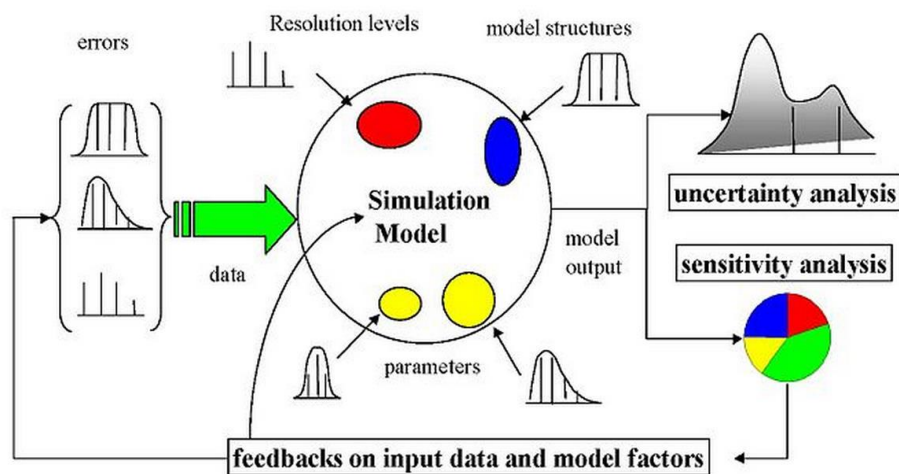 Resolution levels
model structures
errors
Simulation
Model
uncertainty analysis
model
output
data
sensitivity analysis
parameters
feedbacks on input data and model factors